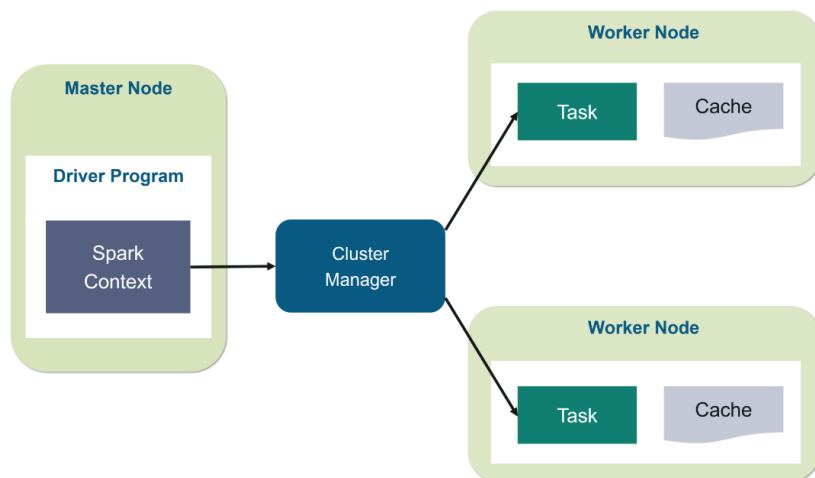 Master Node
Driver Program
Spark
Context
Cluster
Manager
Worker Node
Task
Cache
Worker Node
Task
Cache